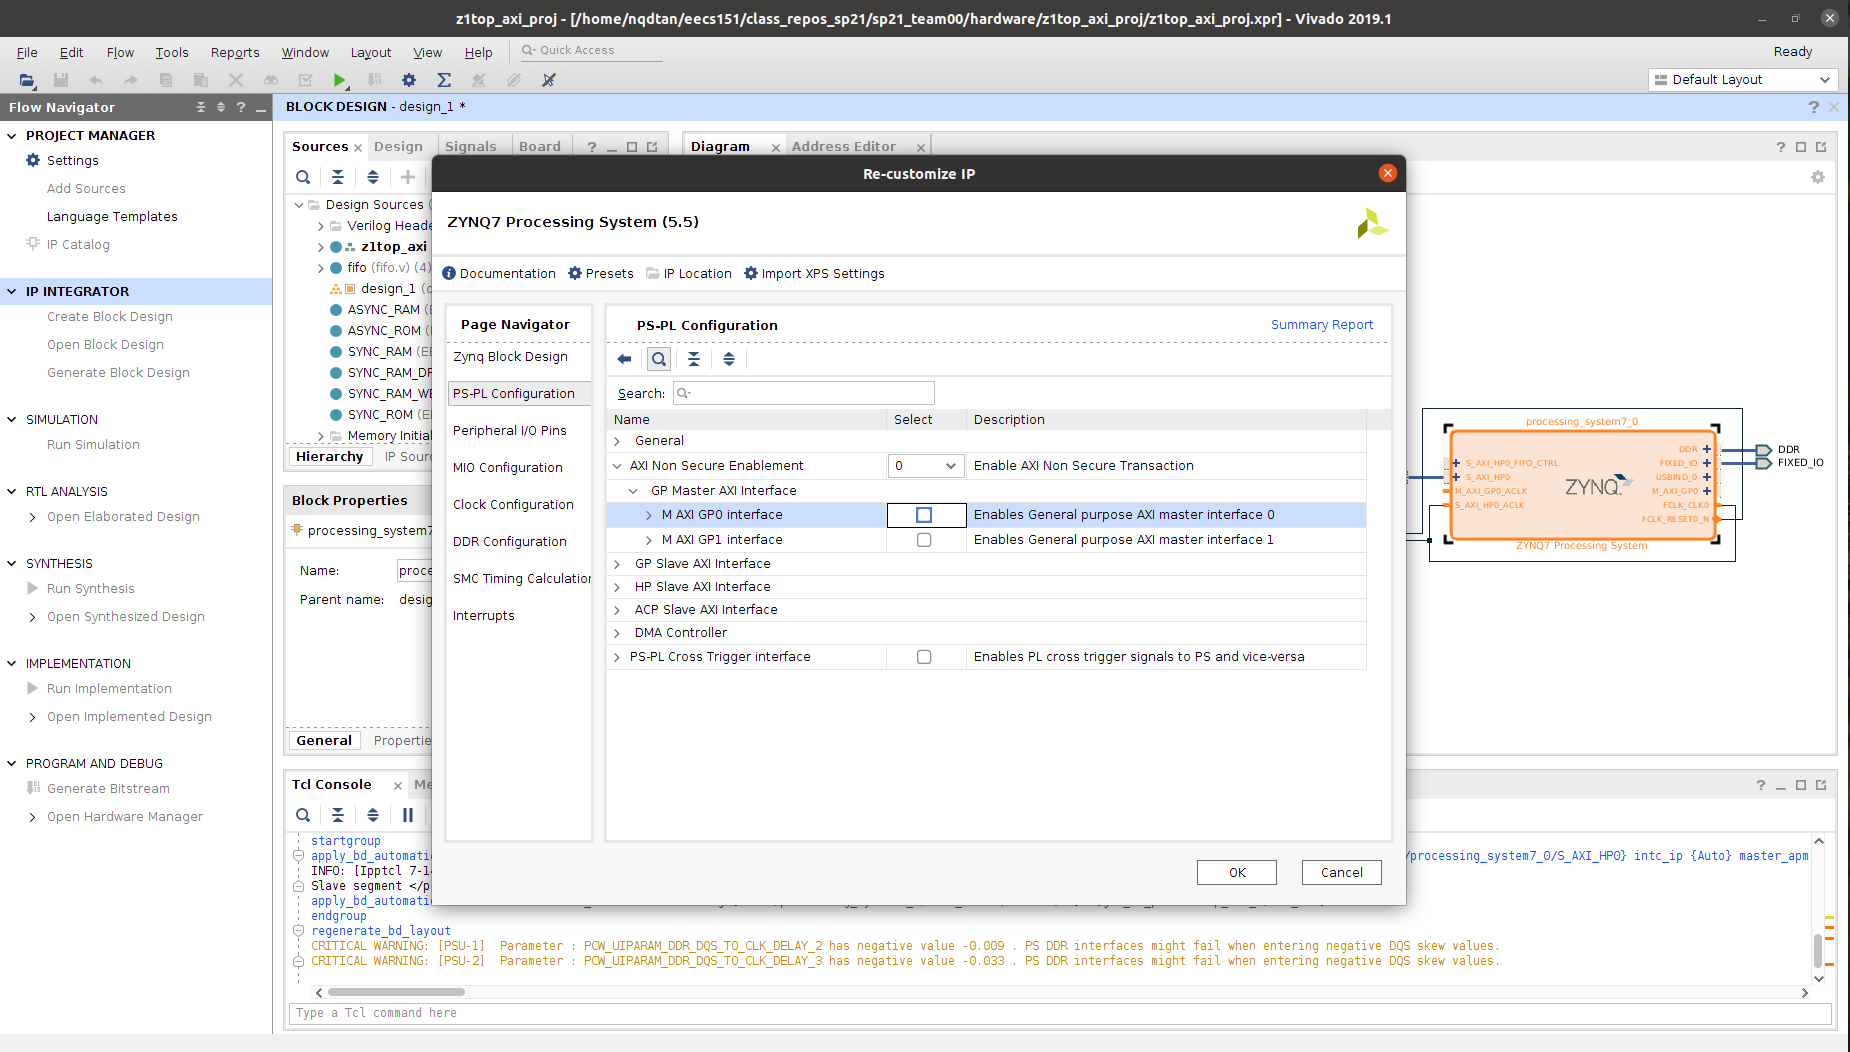 z1top_axi_proj - [/home/nqdtan/eecs151/class_repos_sp21/sp21_team00/hardware/z1top_axi_proj/z1top_axi_proj.xpr] - Vivado 2019.1
File Edit Flow Tools Reports Window Layout View Help Quick Access
Ready
Default Layout
Flow Navigator
PROJECT MANAGER
Settings
Add Sources
Language Templates
IP Catalog
IP INTEGRATOR
Create Block Design
Open Block Design
Generate Block Design
SIMULATION
Run Simulation
RTL ANALYSIS
Open Elaborated Design
SYNTHESIS
Run Synthesis
Open Synthesized Design
IMPLEMENTATION
Run Implementation
Open Implemented Design
PROGRAM AND DEBUG
Generate Bitstream
Open Hardware Manager
BLOCK DESIGN - design_1 *
Sources Design Signals Board
Design Sources (
Verilog Heade
z1top_axi
fifo (fifo.v) (4)
design_1 (
ASYNC_RAM (
ASYNC_ROM (
SYNC_RAM (
SYNC_RAM_DP
SYNC_RAM_WB
SYNC_ROM (
Memory Initial
Hierarchy IP Sour
Block Properties
processing_system7
Name: proce
Parent name: desig
General Propertie
Diagram Address Editor
processing_system7_0
S_AXI_HP0_FIFO_CTRL
S_AXI_HP0
M_AXI_GP0_ACLK
S_AXI_HP0_ACLK
ZYNQ
DDR
FIXED_IO
USBIND_0
M_AXI_GP0
FCLK_CLK0
FCLK_RESET0_N
ZYNQ7 Processing System
DDR
FIXED_IO
Re-customize IP
ZYNQ7 Processing System (5.5)
Documentation Presets IP Location Import XPS Settings
Page Navigator
Zynq Block Design
PS-PL Configuration
Peripheral I/O Pins
MIO Configuration
Clock Configuration
DDR Configuration
SMC Timing Calculation
Interrupts
PS-PL Configuration
Summary Report
Search:
Name Select Description
General
AXI Non Secure Enablement 0 Enable AXI Non Secure Transaction
GP Master AXI Interface
M AXI GP0 interface Enables General purpose AXI master interface 0
M AXI GP1 interface Enables General purpose AXI master interface 1
GP Slave AXI Interface
HP Slave AXI Interface
ACP Slave AXI Interface
DMA Controller
PS-PL Cross Trigger interface Enables PL cross trigger signals to PS and vice-versa
OK Cancel
Tcl Console Me
startgroup
apply_bd_automati /processing_system7_0/S_AXI_HP0} intc_ip {Auto} master_apm
INFO: [Ipptcl 7-14
Slave segment </p
apply_bd_automati
endgroup
regenerate_bd_layout
CRITICAL WARNING: [PSU-1] Parameter : PCW_UIPARAM_DDR_DQS_TO_CLK_DELAY_2 has negative value -0.009 . PS DDR interfaces might fail when entering negative DQS skew values.
CRITICAL WARNING: [PSU-2] Parameter : PCW_UIPARAM_DDR_DQS_TO_CLK_DELAY_3 has negative value -0.033 . PS DDR interfaces might fail when entering negative DQS skew values.
Type a Tcl command here